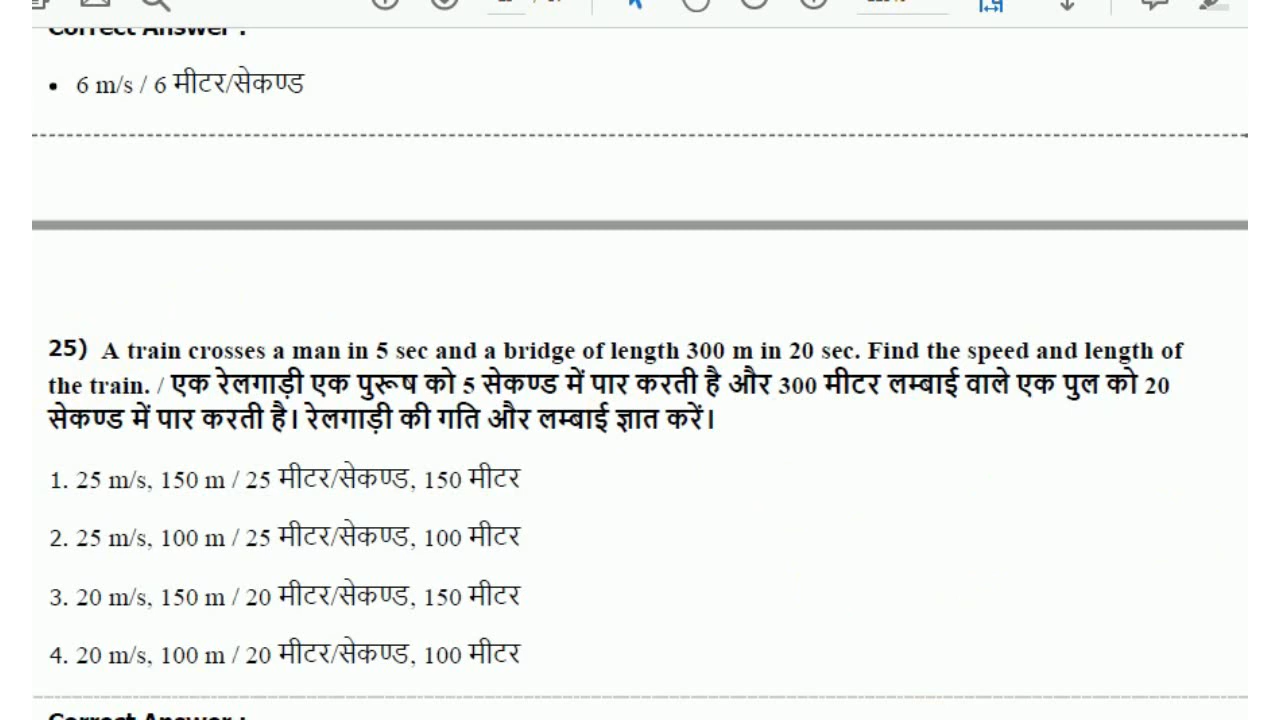 Correct Answer :
• 6 m/s / 6 मीटर/सेकण्ड
25) A train crosses a man in 5 sec and a bridge of length 300 m in 20 sec. Find the speed and length of
the train. / एक रेलगाड़ी एक पुरूष को 5 सेकण्ड में पार करती है और 300 मीटर लम्बाई वाले एक पुल को 20
सेकण्ड में पार करती है। रेलगाड़ी की गति और लम्बाई ज्ञात करें।
1. 25 m/s, 150 m / 25 मीटर/सेकण्ड, 150 मीटर
2. 25 m/s, 100 m / 25 मीटर/सेकण्ड, 100 मीटर
3. 20 m/s, 150 m / 20 मीटर/सेकण्ड, 150 मीटर
4. 20 m/s, 100 m / 20 मीटर/सेकण्ड, 100 मीटर
Correct Answer :